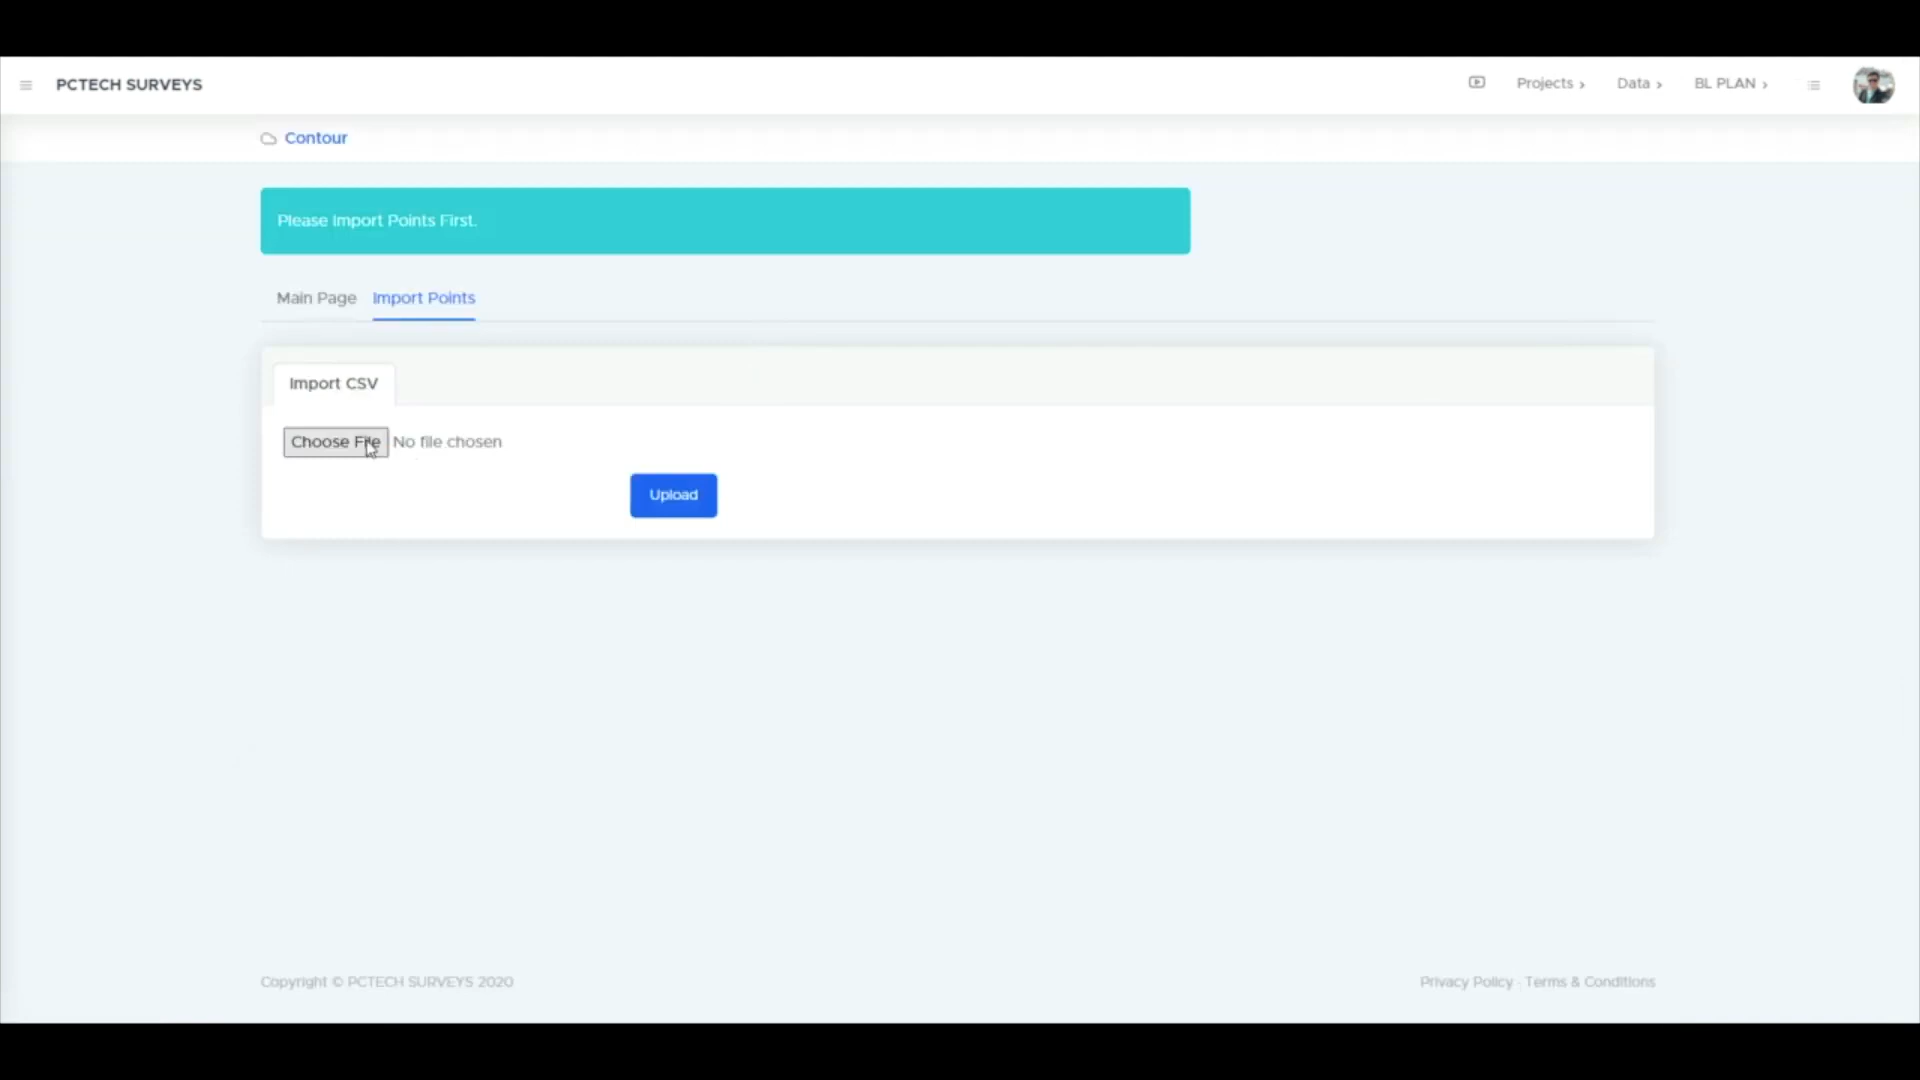 PCTECH SURVEYS
Projects ›
Data ›
BL PLAN ›
Contour
Please Import Points First.
Main Page
Import Points
Import CSV
Choose File No file chosen
Upload
Copyright © PCTECH SURVEYS 2020
Privacy Policy · Terms & Conditions